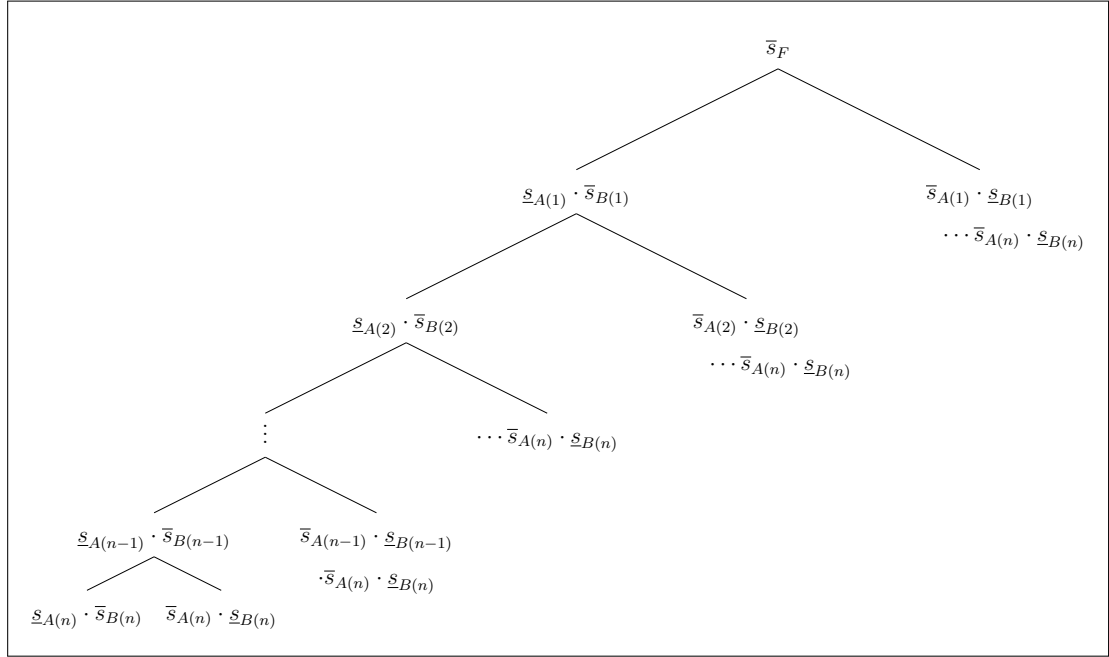 s̅_F
s̲_{A(1)} · s̅_{B(1)}
s̅_{A(1)} · s̲_{B(1)}
··· s̅_{A(n)} · s̲_{B(n)}
s̲_{A(2)} · s̅_{B(2)}
s̅_{A(2)} · s̲_{B(2)}
··· s̅_{A(n)} · s̲_{B(n)}
⋮
··· s̅_{A(n)} · s̲_{B(n)}
s̲_{A(n−1)} · s̅_{B(n−1)}
s̅_{A(n−1)} · s̲_{B(n−1)}
· s̅_{A(n)} · s̲_{B(n)}
s̲_{A(n)} · s̅_{B(n)}
s̅_{A(n)} · s̲_{B(n)}